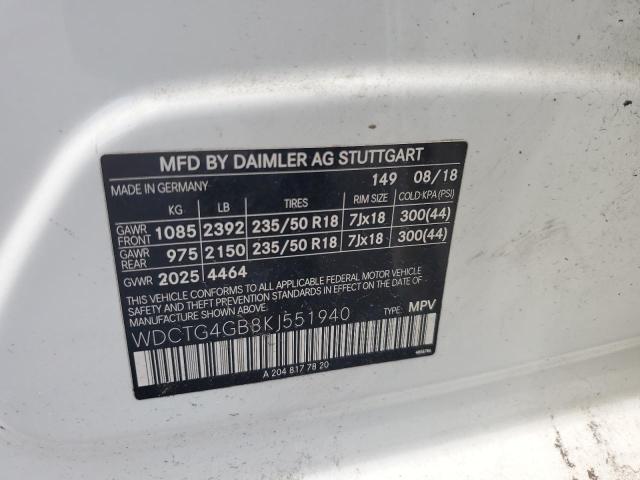 MFD BY DAIMLER AG STUTTGART
MADE IN GERMANY 149 08/18
KG LB TIRES RIM SIZE COLD·KPA (PSI)
GAWR FRONT 1085 2392 235/50 R18 7Jx18 300(44)
GAWR REAR 975 2150 235/50 R18 7Jx18 300(44)
GVWR 2025 4464
THIS VEHICLE CONFORMS TO ALL APPLICABLE FEDERAL MOTOR VEHICLE
SAFETY, BUMPER, AND THEFT PREVENTION STANDARDS IN EFFECT ON THE DATE OF
MANUFACTURE SHOWN ABOVE.
WDCTG4GB8KJ551940 TYPE: MPV
A 204 817 78 20